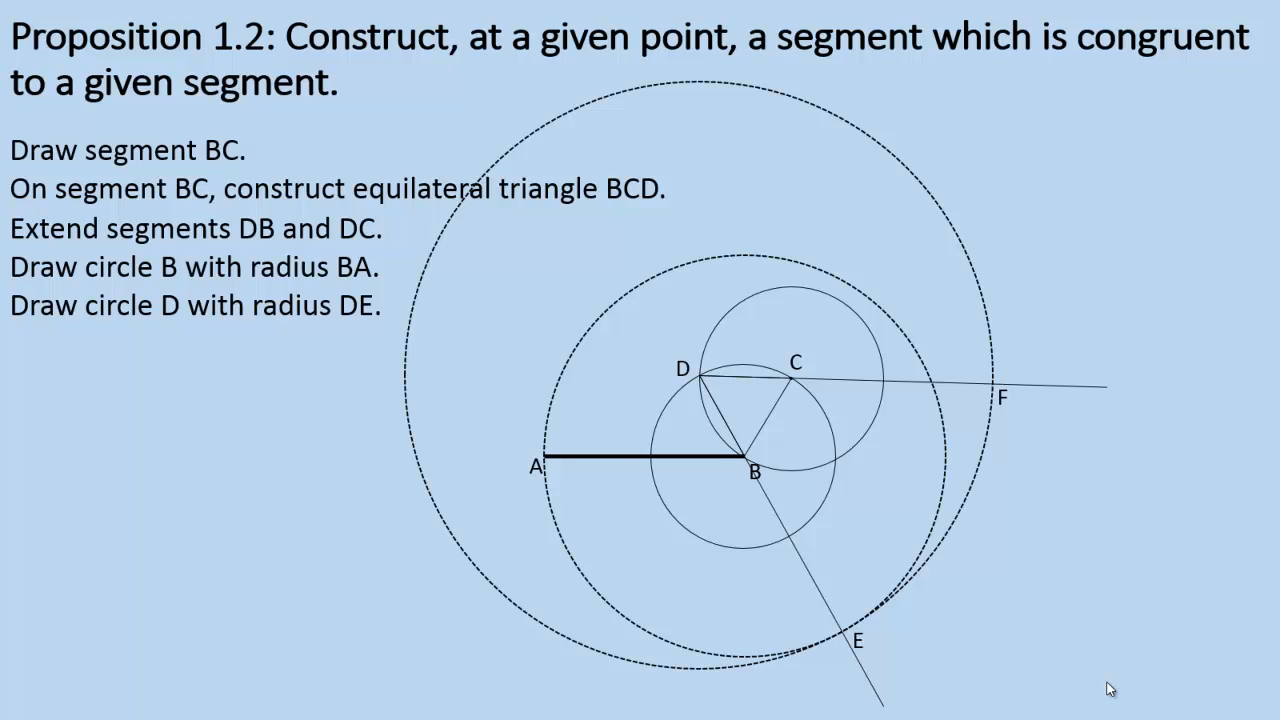 Proposition 1.2: Construct, at a given point, a segment which is congruent
to a given segment.
Draw segment BC.
On segment BC, construct equilateral triangle BCD.
Extend segments DB and DC.
Draw circle B with radius BA.
Draw circle D with radius DE.
D
C
F
A
B
E